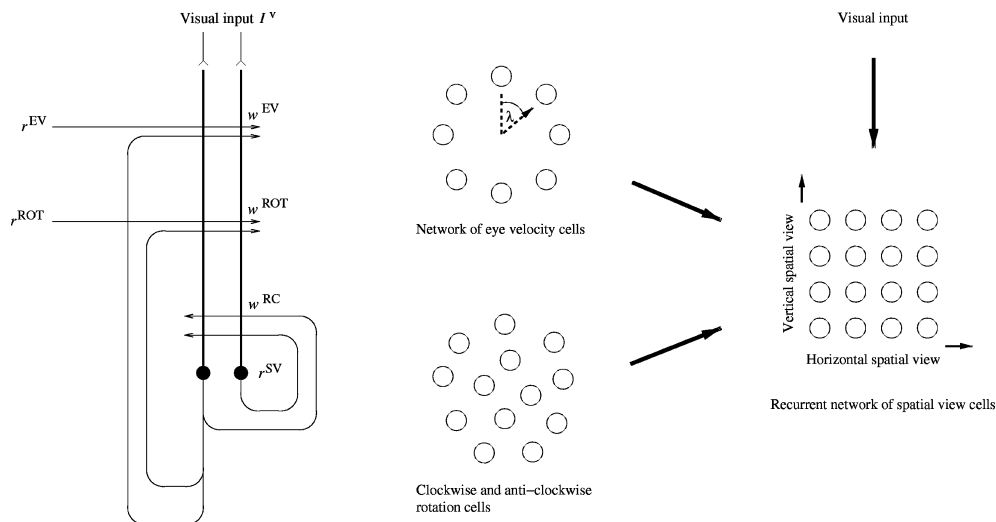 Visual input I V
w EV
r EV
w ROT
r ROT
w RC
r SV
λ
Network of eye velocity cells
Clockwise and anti-clockwise
rotation cells
Visual input
Vertical spatial view
Horizontal spatial view
Recurrent network of spatial view cells